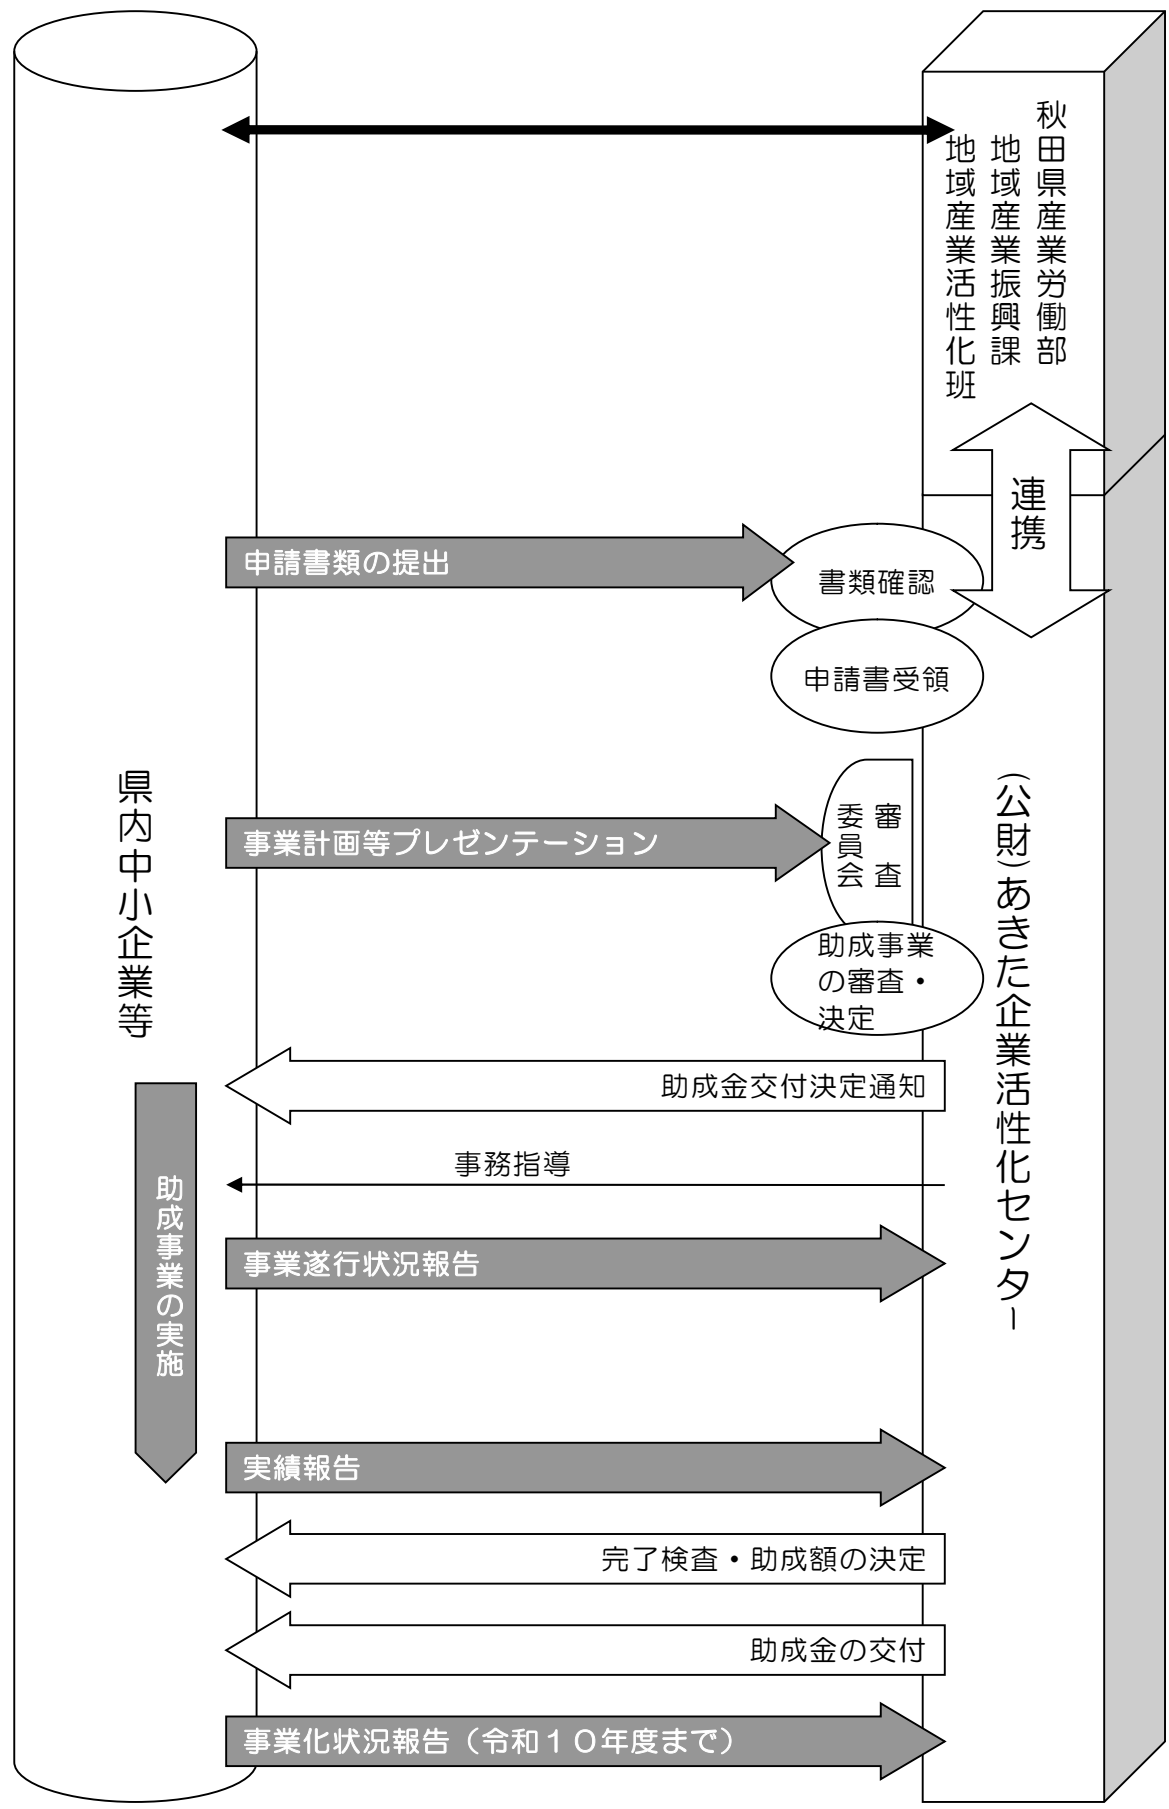 秋田県産業労働部
地域産業振興課
地域産業活性化班
連携
申請書類の提出
書類確認
申請書受領
県内中小企業等
(公財)あきた企業活性化センター
事業計画等プレゼンテーション
審査
委員会
助成事業
の審査・
決定
助成金交付決定通知
事務指導
助成事業の実施
事業遂行状況報告
実績報告
完了検査・助成額の決定
助成金の交付
事業化状況報告（令和１０年度まで）